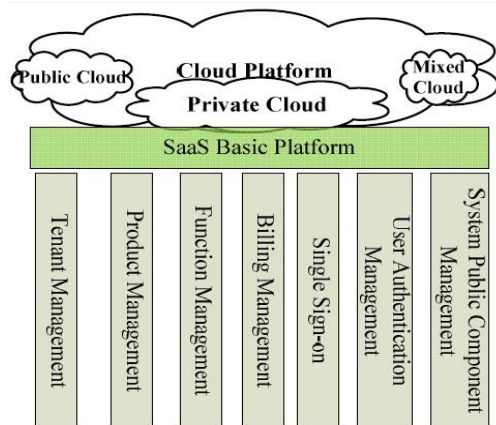 Public Cloud
Cloud Platform
Mixed
Cloud
Private Cloud
SaaS Basic Platform
Tenant Management
Product Management
Function Management
Billing Management
Single Sign-on
User Authentication
Management
System Public Component
Management